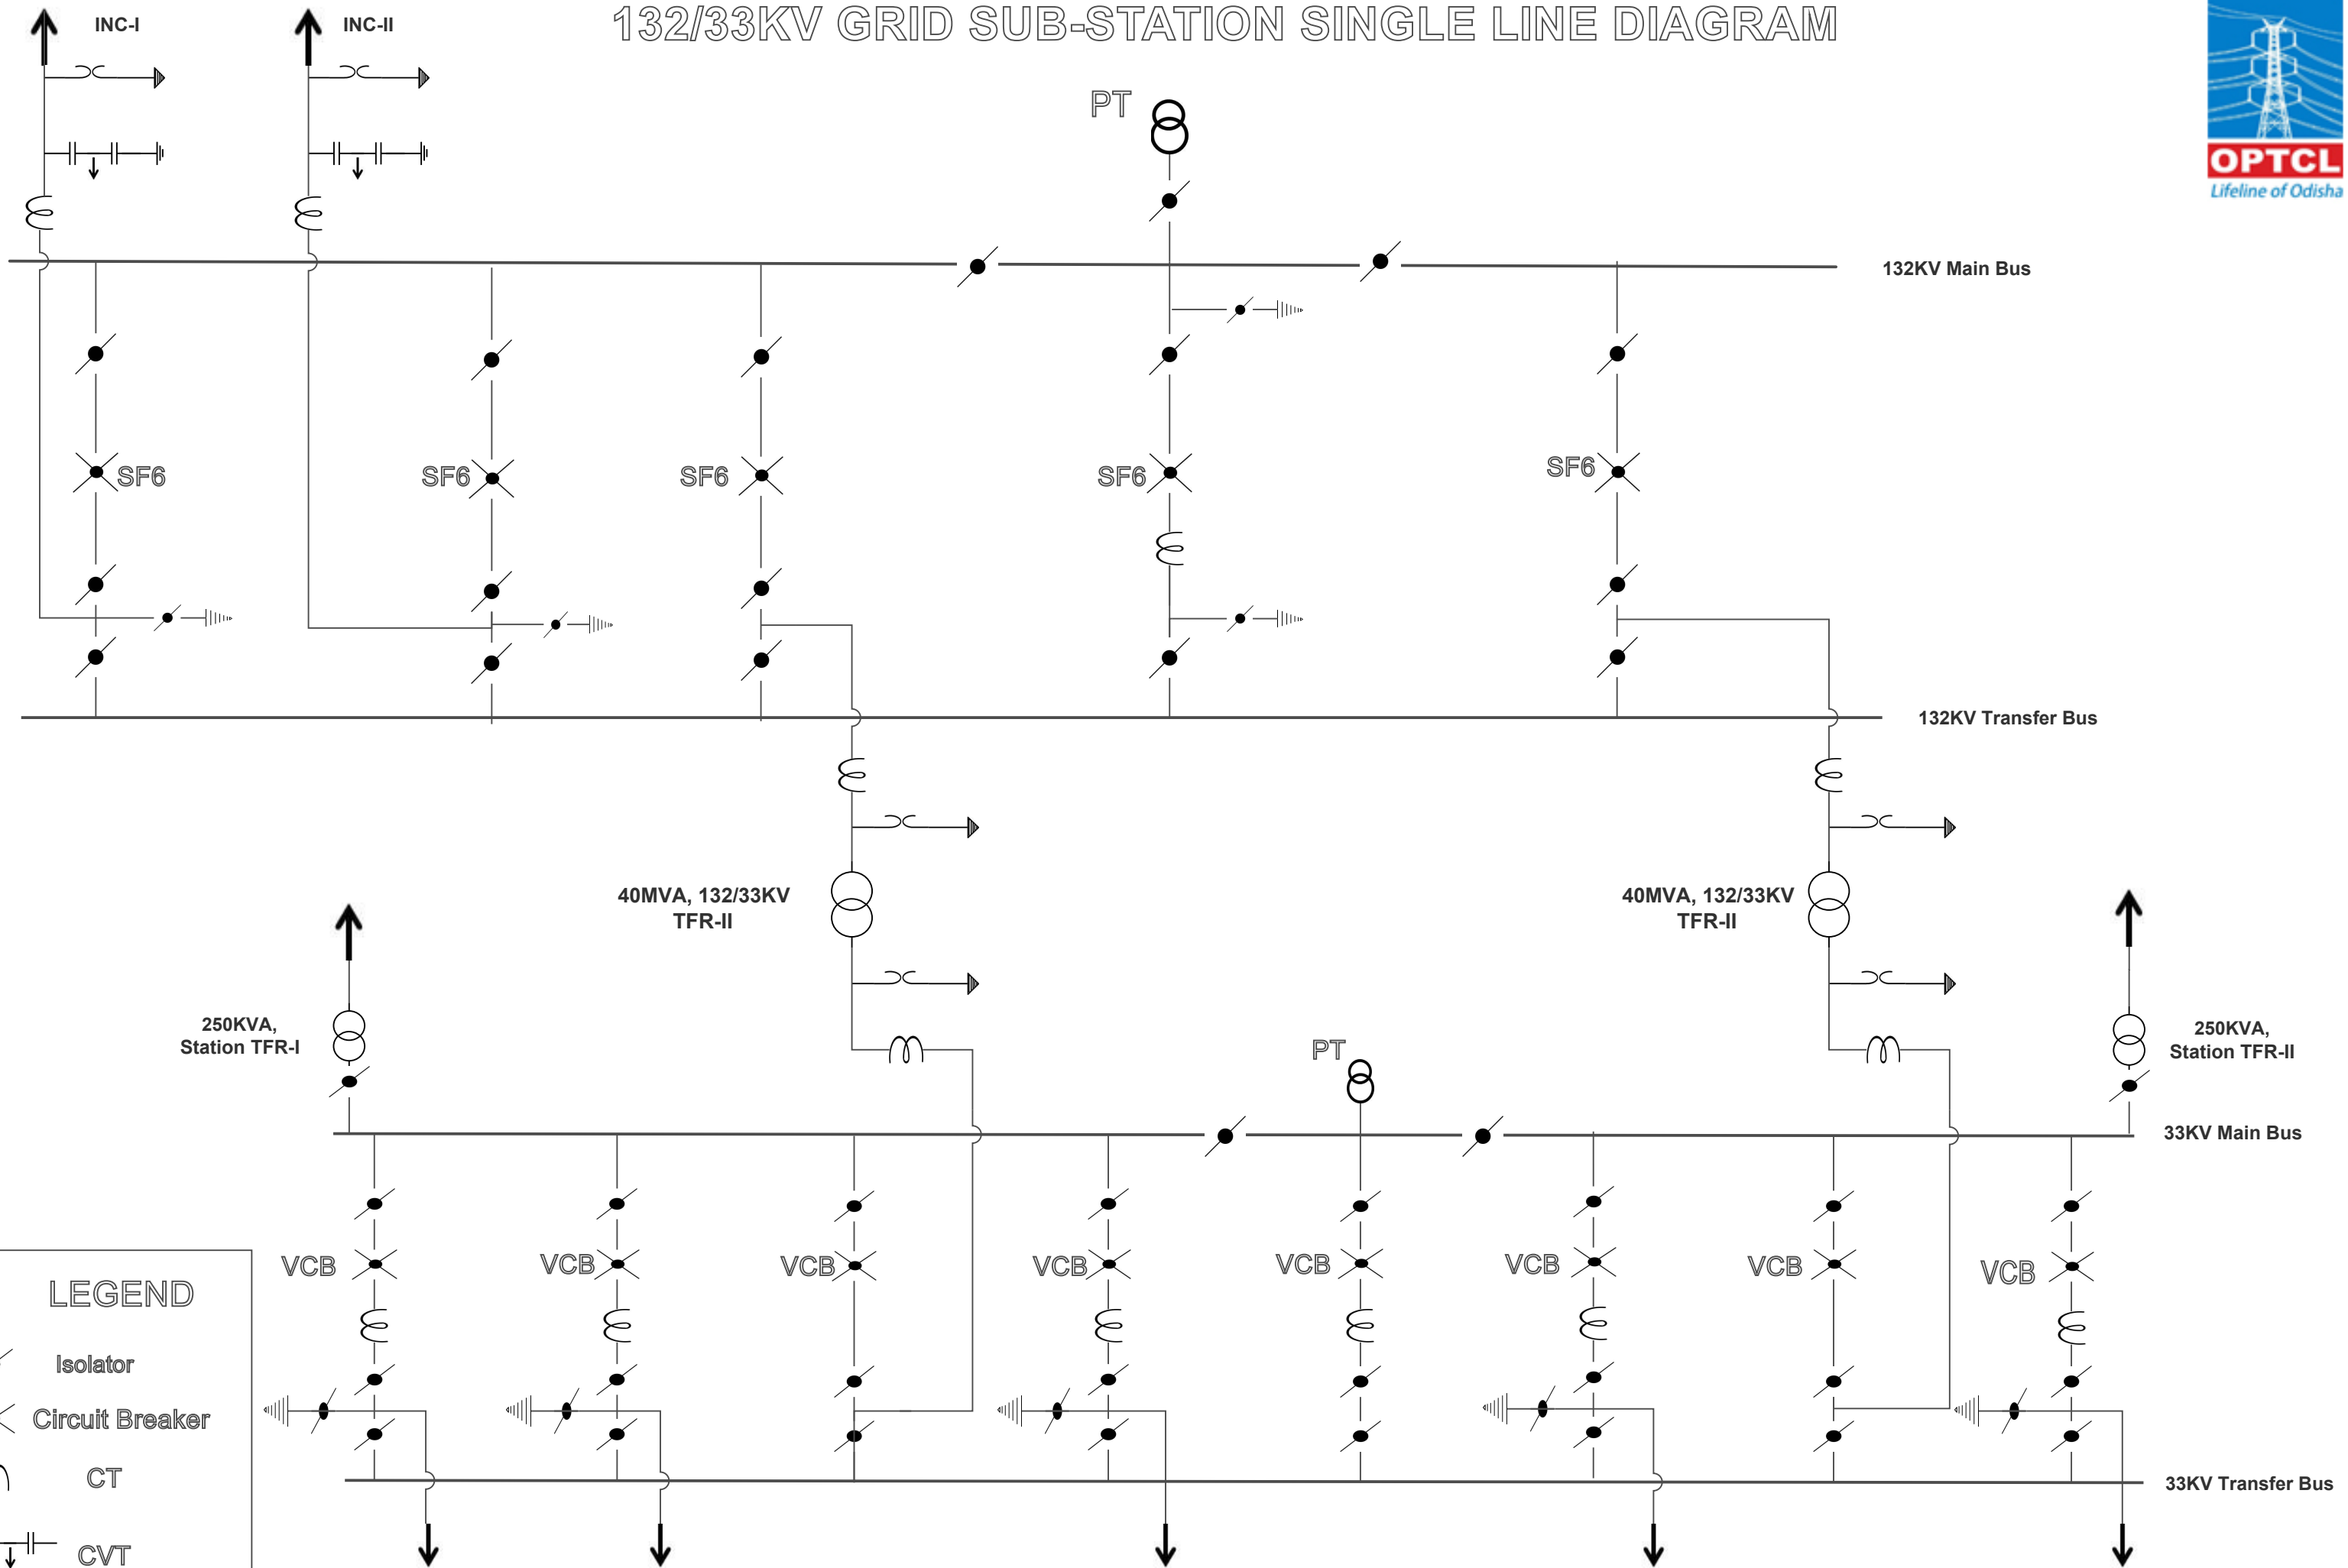 132/33KV GRID SUB-STATION SINGLE LINE DIAGRAM
INC-I
INC-II
OPTCL
Lifeline of Odisha
PT
132KV Main Bus
SF6
SF6
SF6
SF6
SF6
132KV Transfer Bus
40MVA, 132/33KV
TFR-II
40MVA, 132/33KV
TFR-II
250KVA,
Station TFR-I
PT
250KVA,
Station TFR-II
33KV Main Bus
VCB
VCB
VCB
VCB
VCB
VCB
VCB
VCB
LEGEND
Isolator
Circuit Breaker
CT
CVT
33KV Transfer Bus